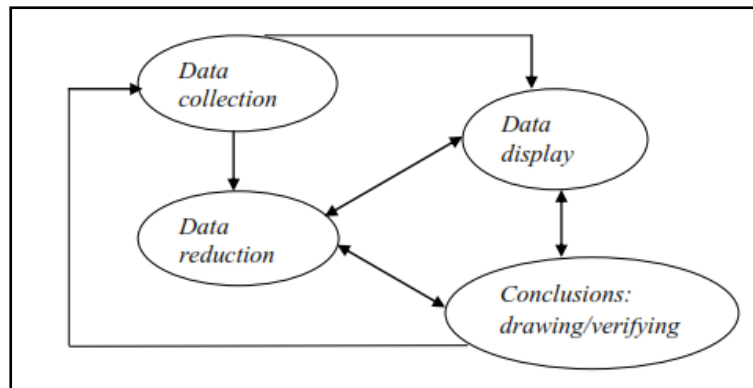 Data
collection
Data
display
Data
reduction
Conclusions:
drawing/verifying